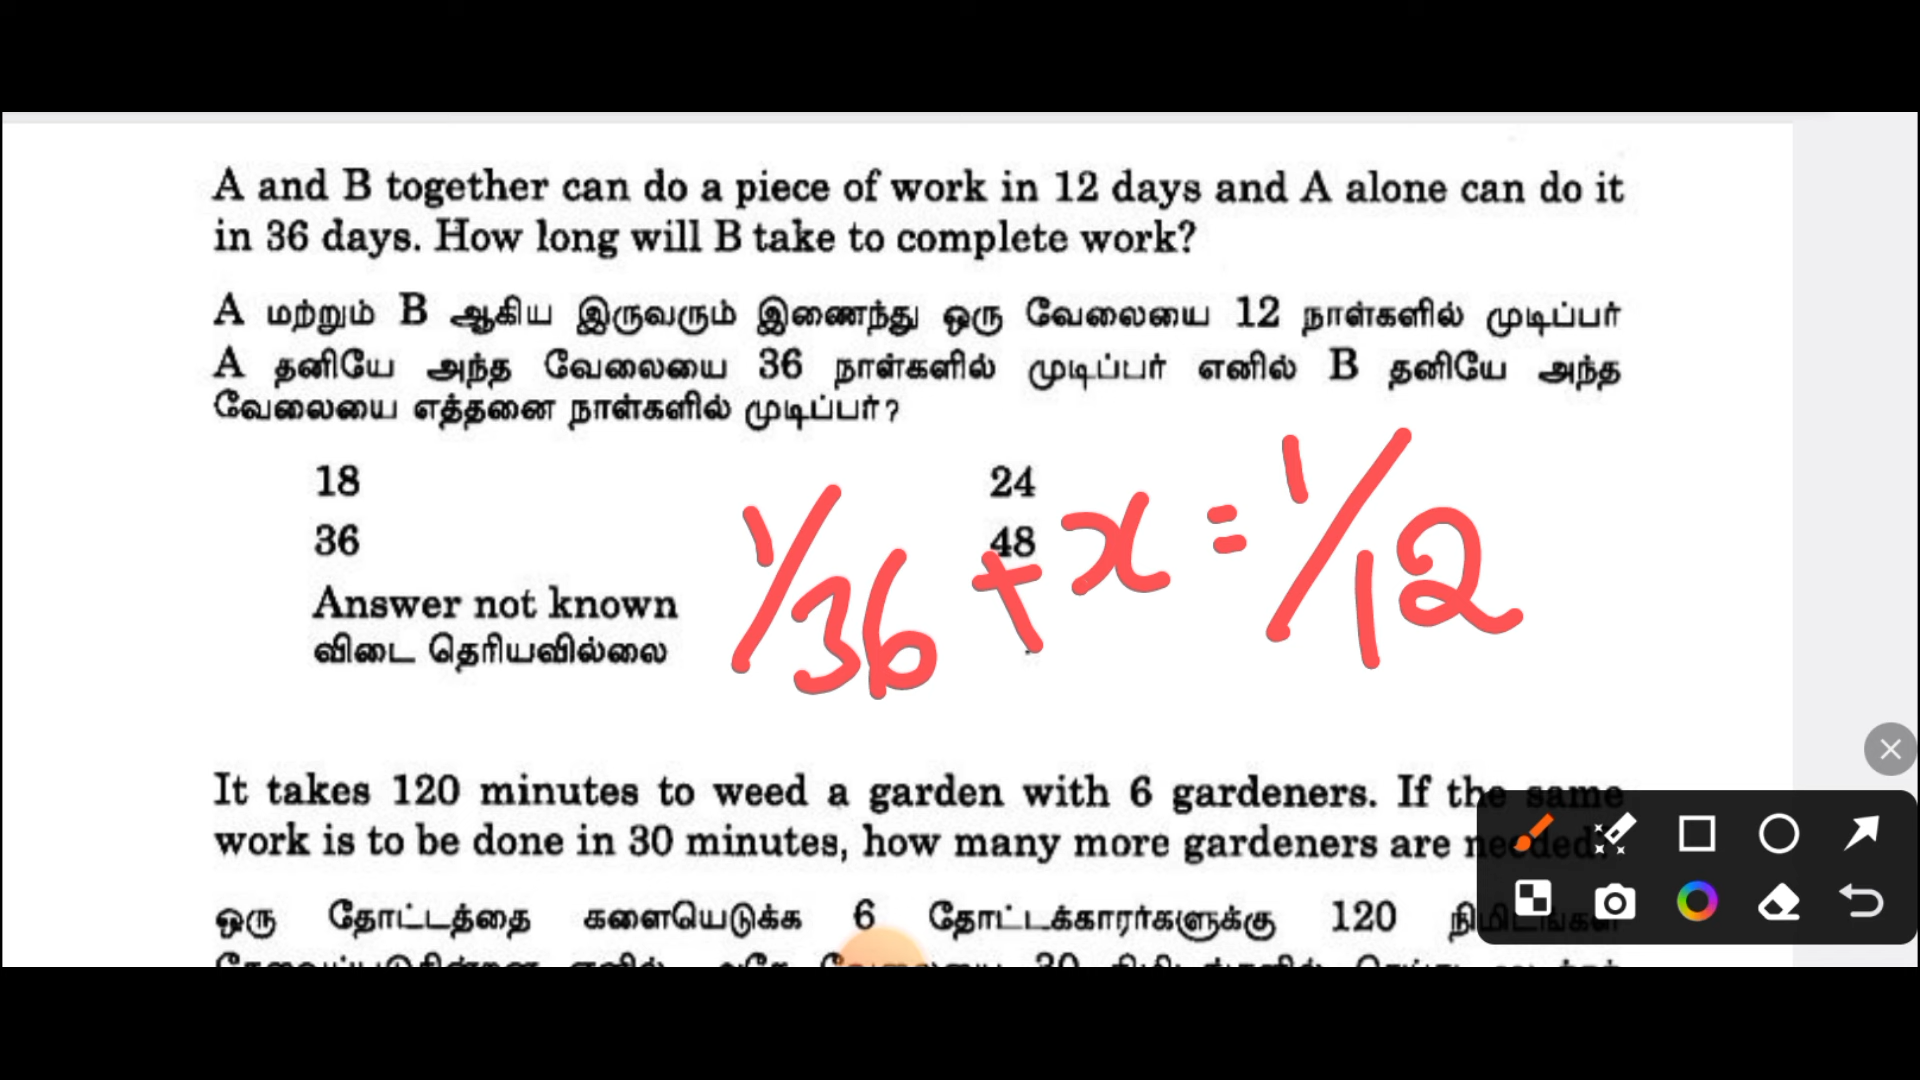 A and B together can do a piece of work in 12 days and A alone can do it
in 36 days. How long will B take to complete work?
A மற்றும் B ஆகிய இருவரும் இணைந்து ஒரு வேலையை 12 நாள்களில் முடிப்பர்
A தனியே அந்த வேலையை 36 நாள்களில் முடிப்பர் எனில் B தனியே அந்த
வேலையை எத்தனை நாள்களில் முடிப்பர்?
18 24
36 48
1/36 + x = 1/12
Answer not known
விடை தெரியவில்லை
It takes 120 minutes to weed a garden with 6 gardeners. If the same
work is to be done in 30 minutes, how many more gardeners are needed?
ஒரு தோட்டத்தை களையெடுக்க 6 தோட்டக்காரர்களுக்கு 120 நிமிடங்கள்